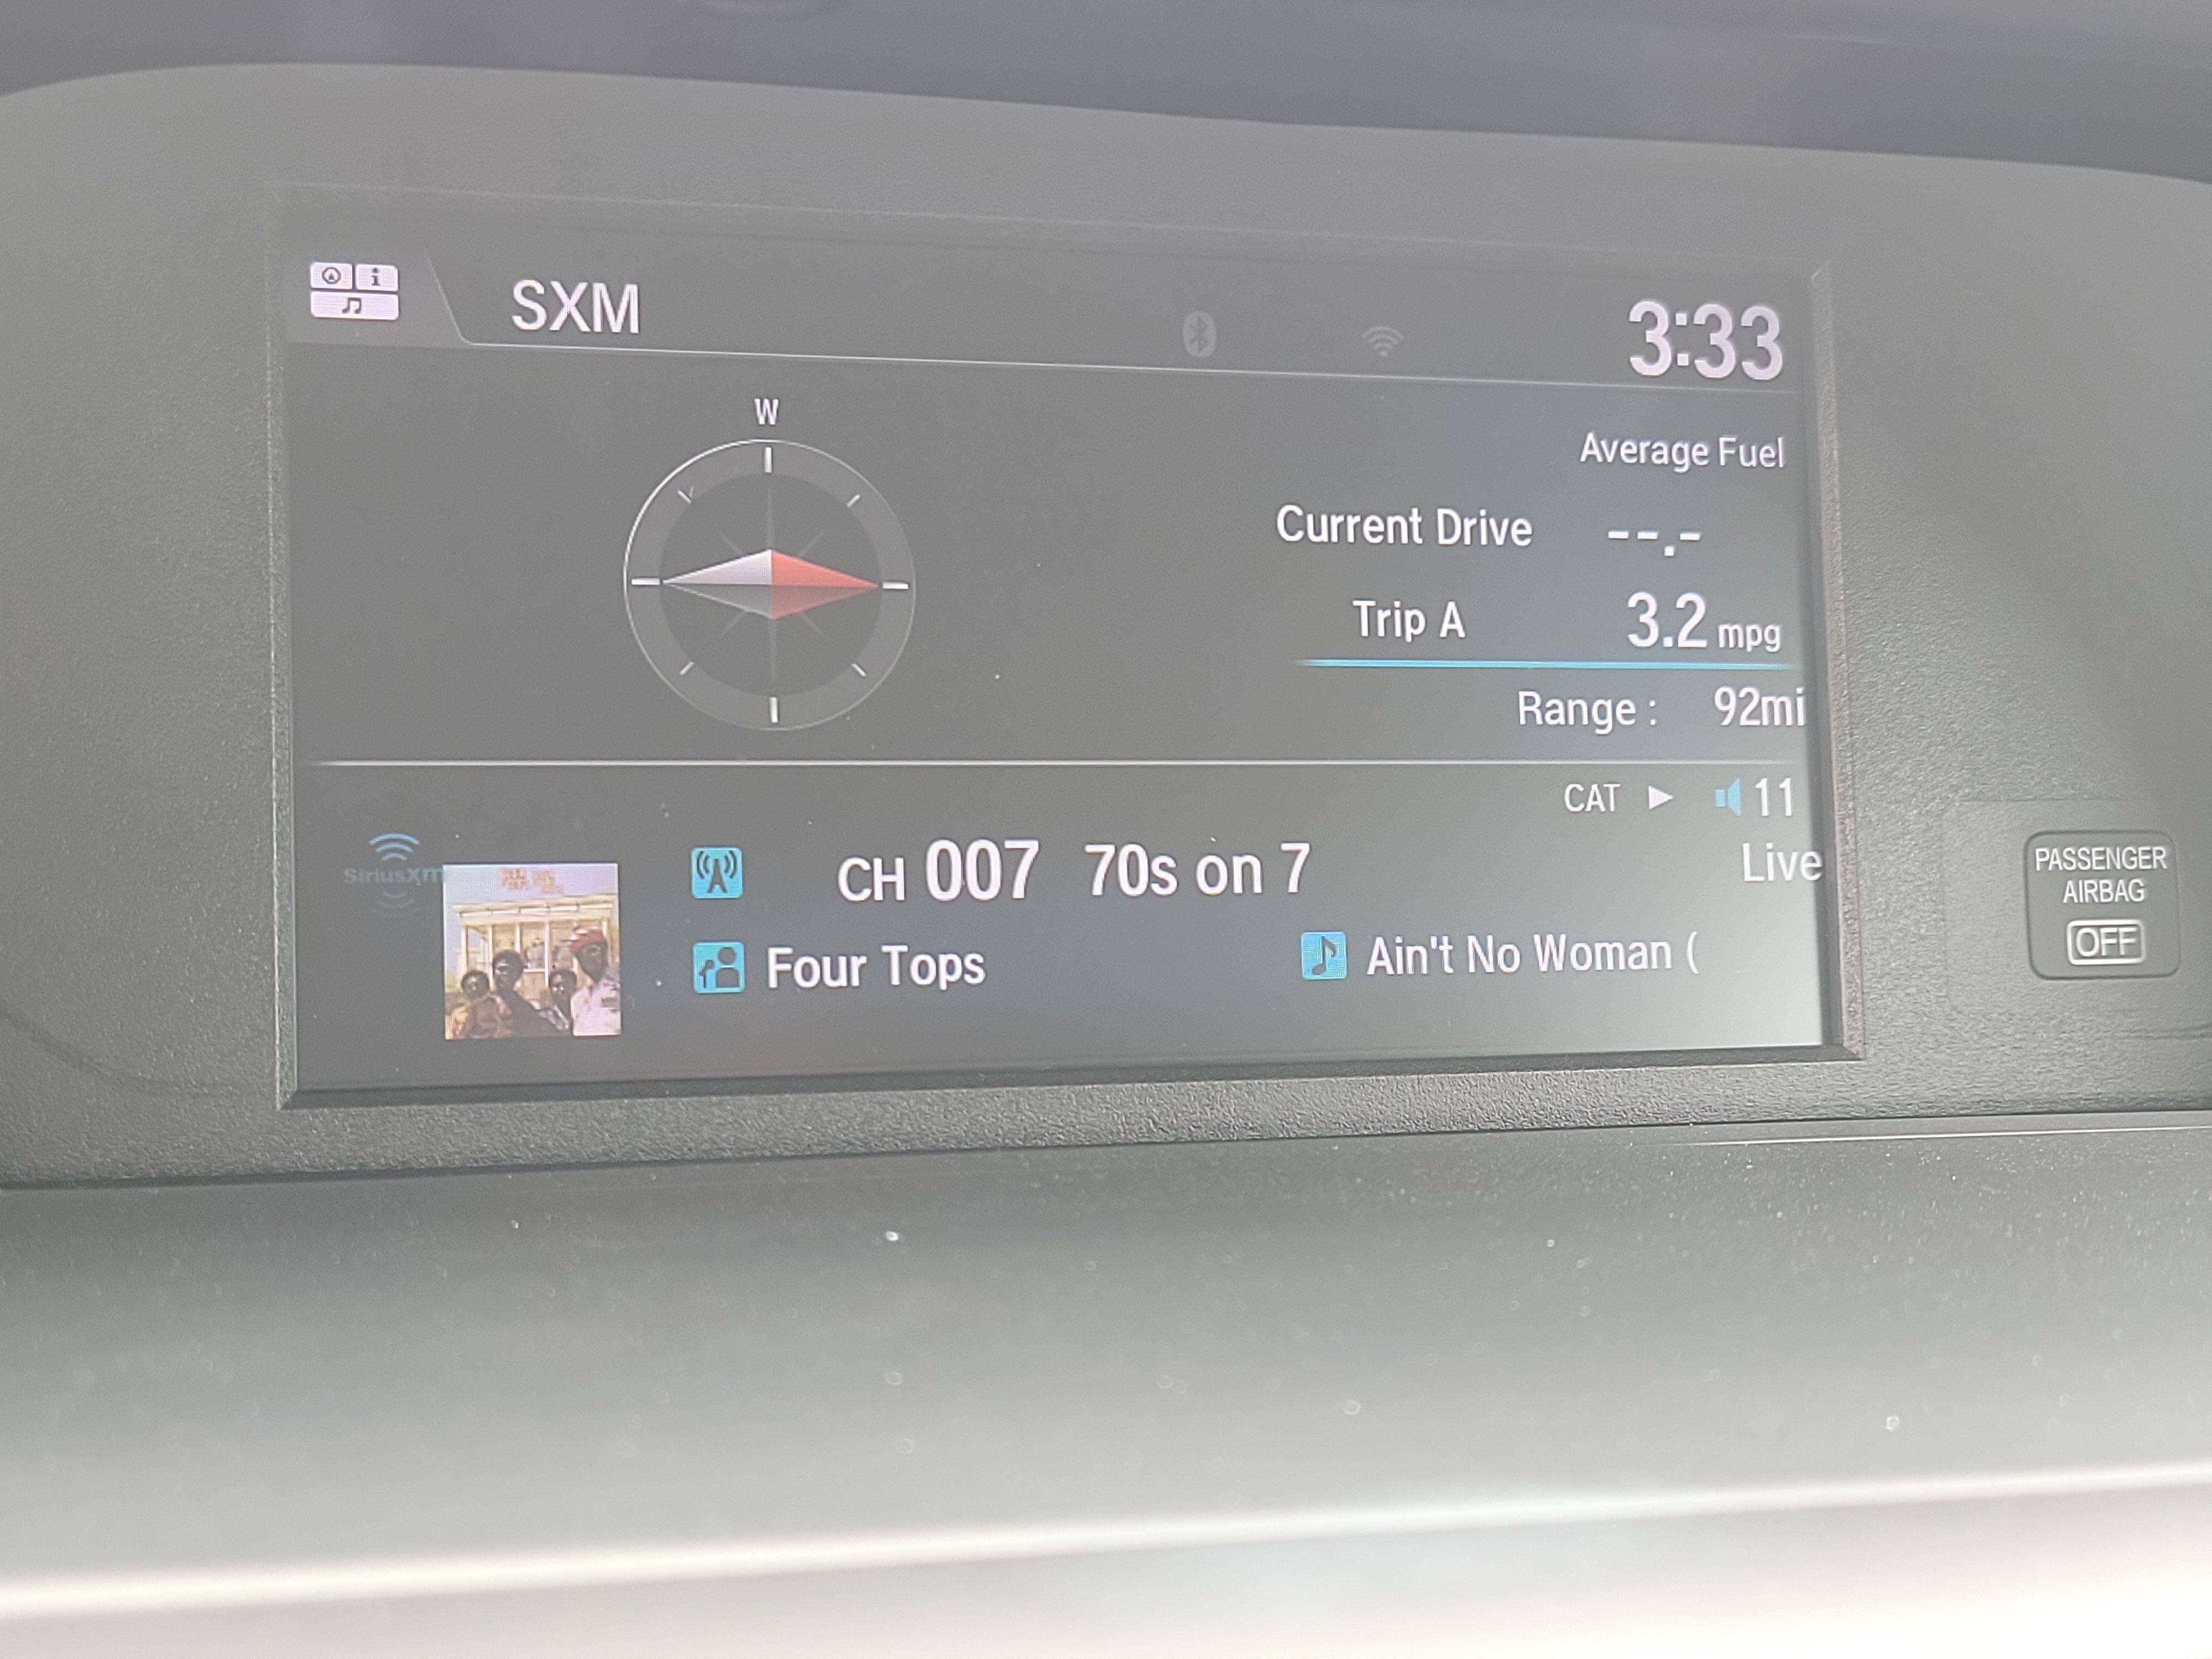 SXM
3:33
W
Average Fuel
Current Drive --.-
Trip A 3.2 mpg
Range : 92mi
CAT ▶ 11
siriusxm
CH 007 70s on 7 Live
Four Tops Ain't No Woman (
PASSENGER
AIRBAG
OFF